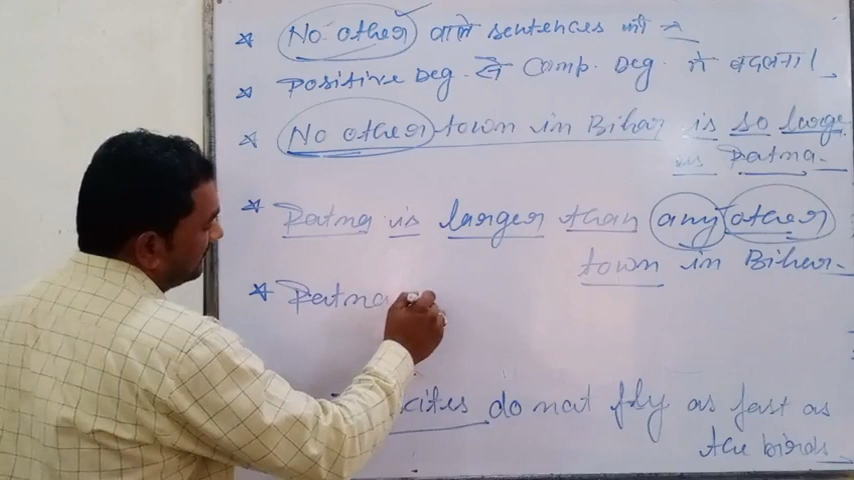 No other वाले sentences को
Positive Deg. से Comp. Deg. में बदलना।
No other town in Bihar is so large
as Patna.
Patna is larger than any other
town in Bihar.
Patna
kites do not fly as fast as
the birds.